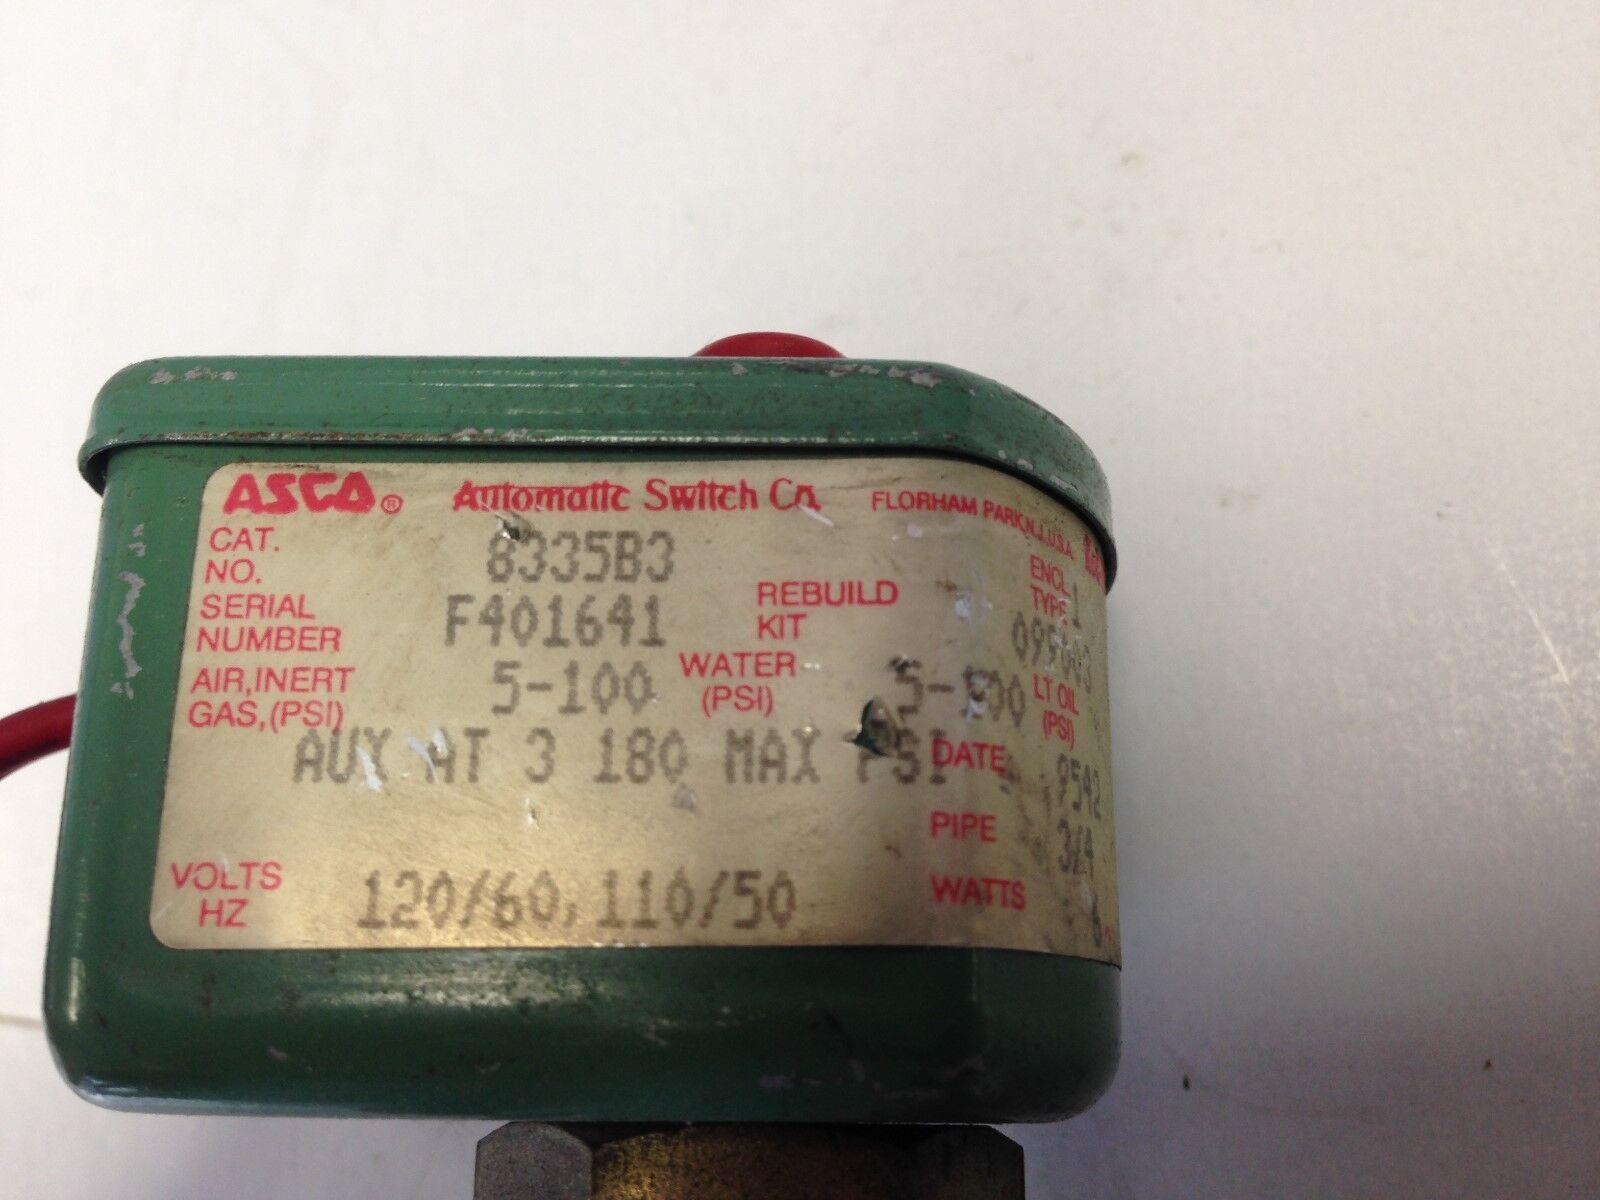 ASCO® Automatic Switch Co. FLORHAM PARK, N.J. U.S.A.
CAT. NO. 8335B3 ENCL. TYPE 1
SERIAL NUMBER F401641 REBUILD KIT
AIR, INERT GAS, (PSI) 5-100 WATER (PSI) 5-100 LT OIL (PSI)
AUX AT 3 180 MAX PSI DATE
PIPE 3/4
VOLTS HZ 120/60, 110/50 WATTS